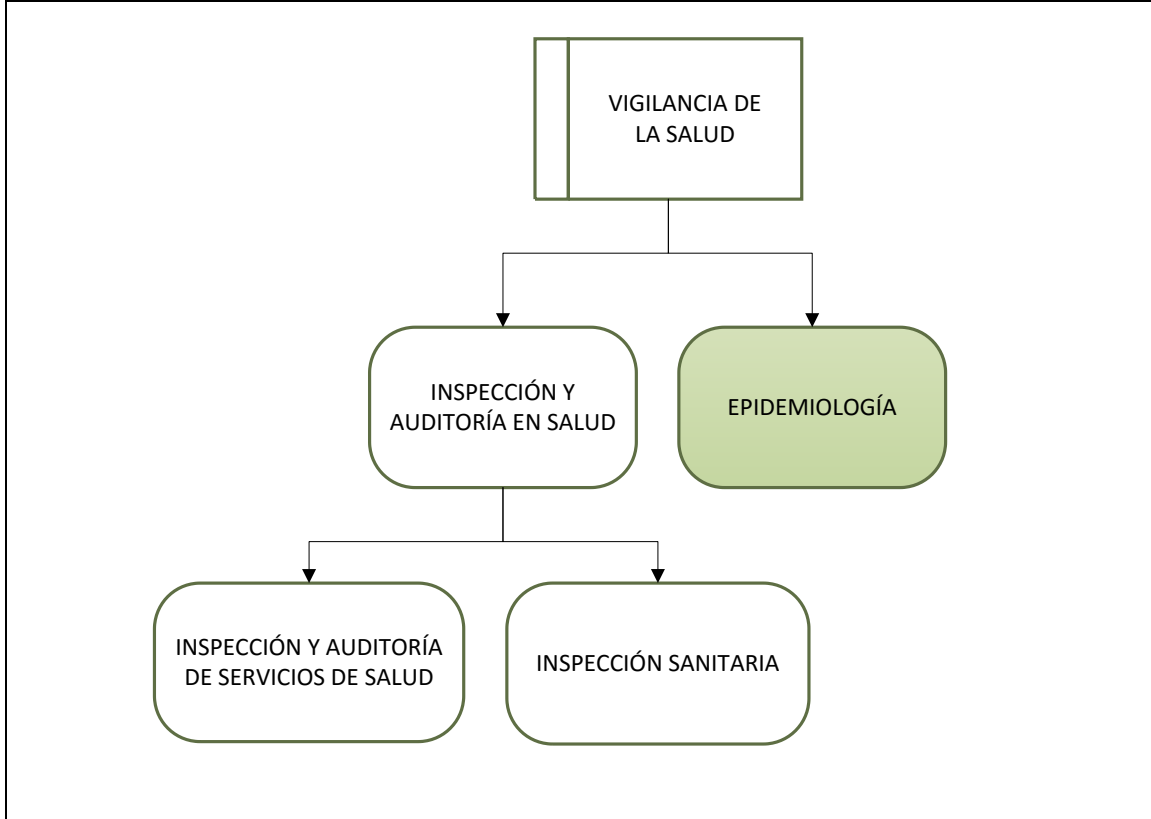 VIGILANCIA DE
LA SALUD
INSPECCIÓN Y
AUDITORÍA EN SALUD
EPIDEMIOLOGÍA
INSPECCIÓN Y AUDITORÍA
DE SERVICIOS DE SALUD
INSPECCIÓN SANITARIA